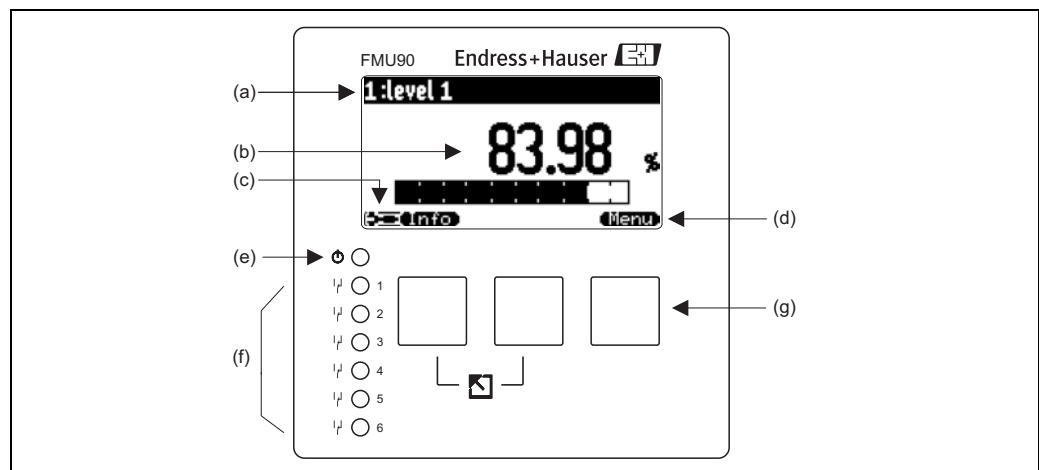 FMU90 Endress+Hauser
(a) 1:level 1
(b) 83.98 %
(c)
Info Menu (d)
(e)
1
2
(g)
3
(f)
4
5
6